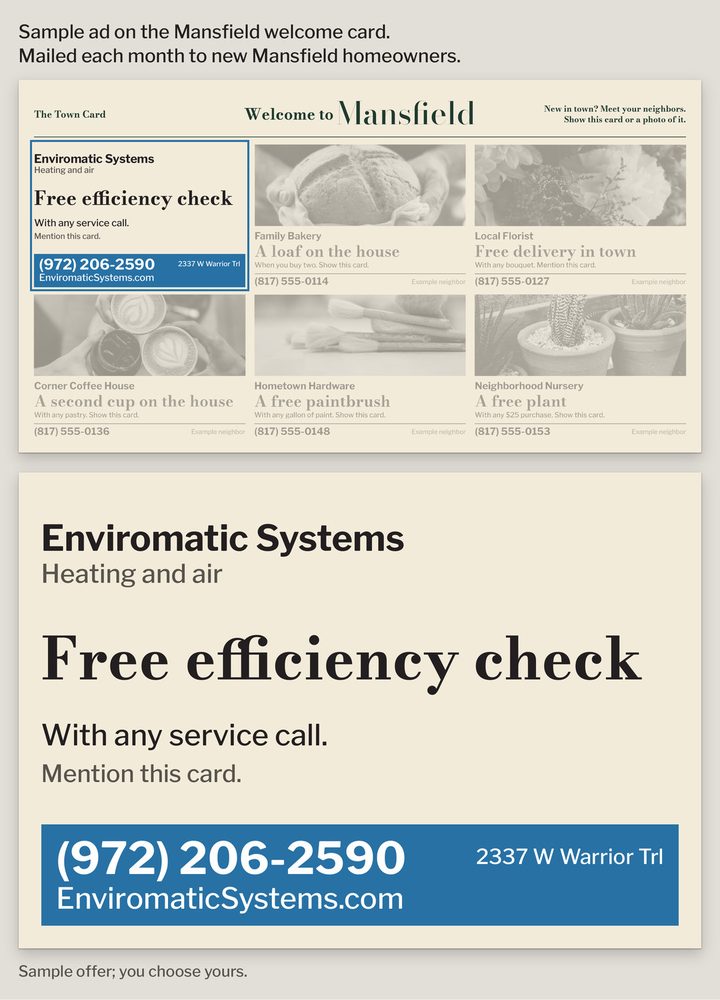 Sample ad on the Mansfield welcome card.
Mailed each month to new Mansfield homeowners.
The Town Card
Welcome to Mansfield
New in town? Meet your neighbors.
Show this card or a photo of it.
Enviromatic Systems
Heating and air
Free efficiency check
With any service call.
Mention this card.
(972) 206-2590
2337 W Warrior Trl
EnviromaticSystems.com
Family Bakery
A loaf on the house
When you buy two. Show this card.
(817) 555-0114
Example neighbor
Local Florist
Free delivery in town
With any bouquet. Mention this card.
(817) 555-0127
Example neighbor
Corner Coffee House
A second cup on the house
With any pastry. Show this card.
(817) 555-0136
Example neighbor
Hometown Hardware
A free paintbrush
With any gallon of paint. Show this card.
(817) 555-0148
Example neighbor
Neighborhood Nursery
A free plant
With any $25 purchase. Show this card.
(817) 555-0153
Example neighbor
Enviromatic Systems
Heating and air
Free efficiency check
With any service call.
Mention this card.
(972) 206-2590
2337 W Warrior Trl
EnviromaticSystems.com
Sample offer; you choose yours.